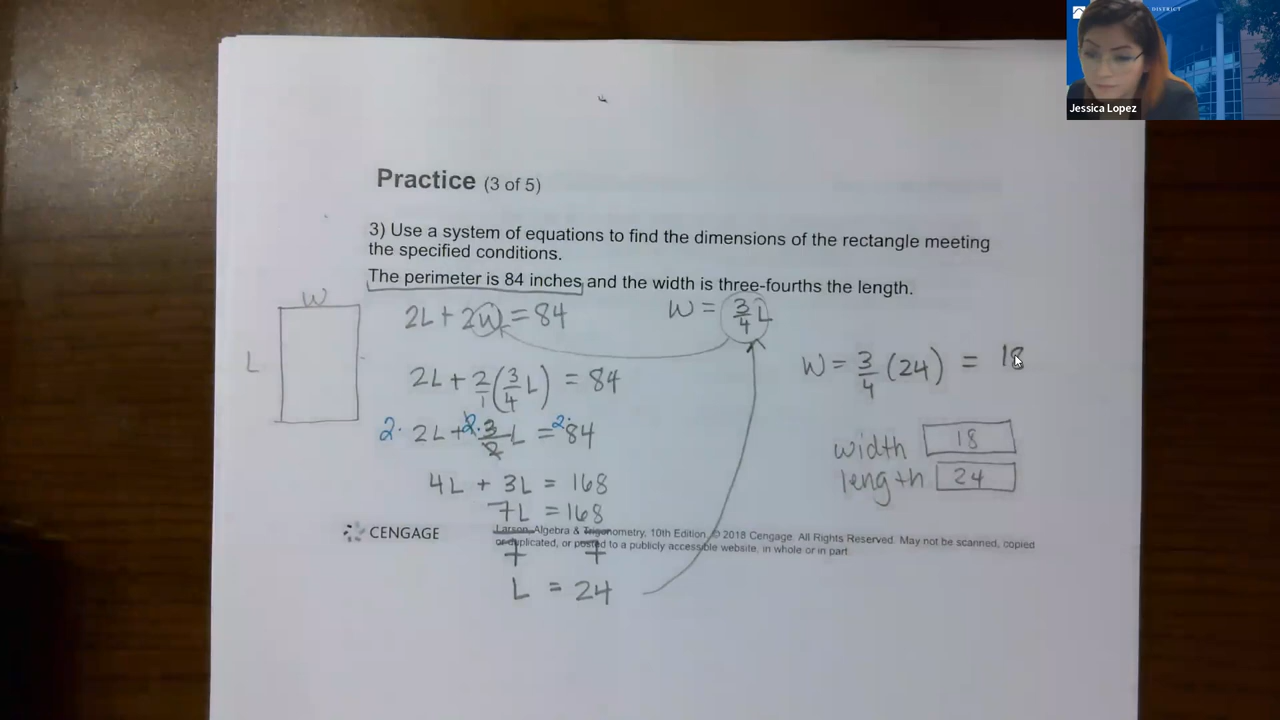 DISTRICT
Jessica Lopez
Practice (3 of 5)
3) Use a system of equations to find the dimensions of the rectangle meeting
the specified conditions.
The perimeter is 84 inches and the width is three-fourths the length.
W
L
2L + 2W = 84
W = 3/4 L
2L + 2/1 (3/4 L) = 84
2· 2L + 2· 3/2 L = 2· 84
4L + 3L = 168
7L = 168
7 7
L = 24
W = 3/4 (24) = 18
width 18
length 24
CENGAGE
Larson, Algebra & Trigonometry, 10th Edition. © 2018 Cengage. All Rights Reserved. May not be scanned, copied
or duplicated, or posted to a publicly accessible website, in whole or in part.